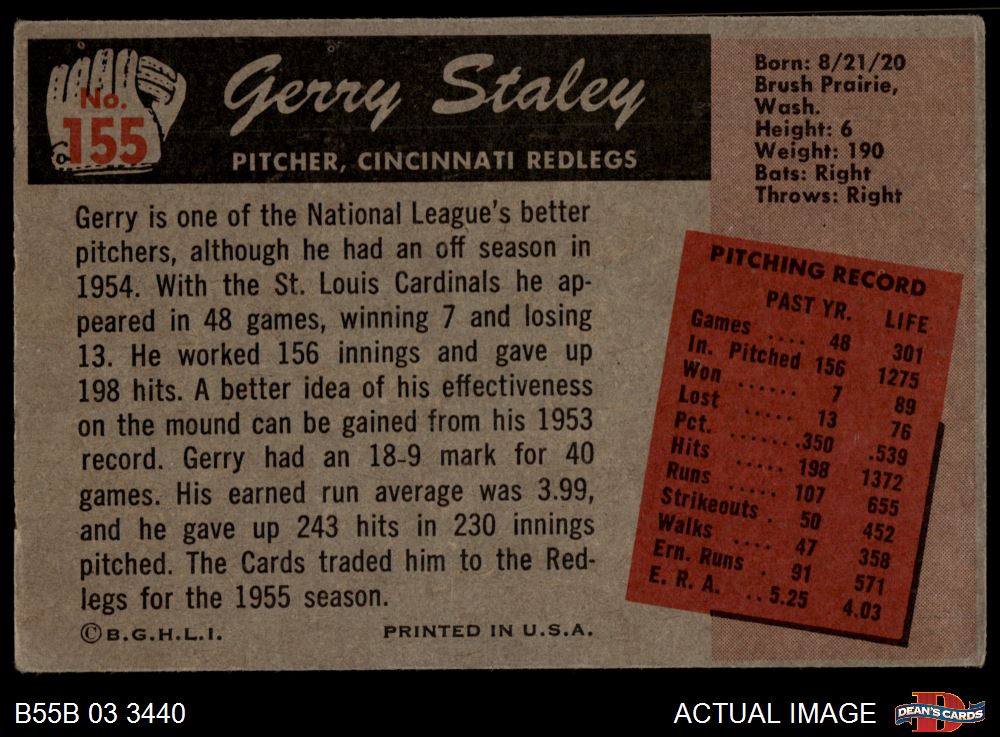 No.
155
Gerry Staley
PITCHER, CINCINNATI REDLEGS
Born: 8/21/20
Brush Prairie,
Wash.
Height: 6
Weight: 190
Bats: Right
Throws: Right
Gerry is one of the National League's better
pitchers, although he had an off season in
1954. With the St. Louis Cardinals he ap-
peared in 48 games, winning 7 and losing
13. He worked 156 innings and gave up
198 hits. A better idea of his effectiveness
on the mound can be gained from his 1953
record. Gerry had an 18-9 mark for 40
games. His earned run average was 3.99,
and he gave up 243 hits in 230 innings
pitched. The Cards traded him to the Red-
legs for the 1955 season.
©B.G.H.L.I. PRINTED IN U.S.A.
PITCHING RECORD
PAST YR. LIFE
Games .... 48 301
In. Pitched 156 1275
Won ...... 7 89
Lost ..... 13 76
Pct. ...... .350 .539
Hits ..... 198 1372
Runs ..... 107 655
Strikeouts . 50 452
Walks .... 47 358
Ern. Runs . 91 571
E. R. A. .. 5.25 4.03
B55B 03 3440
ACTUAL IMAGE
DEAN'S CARDS